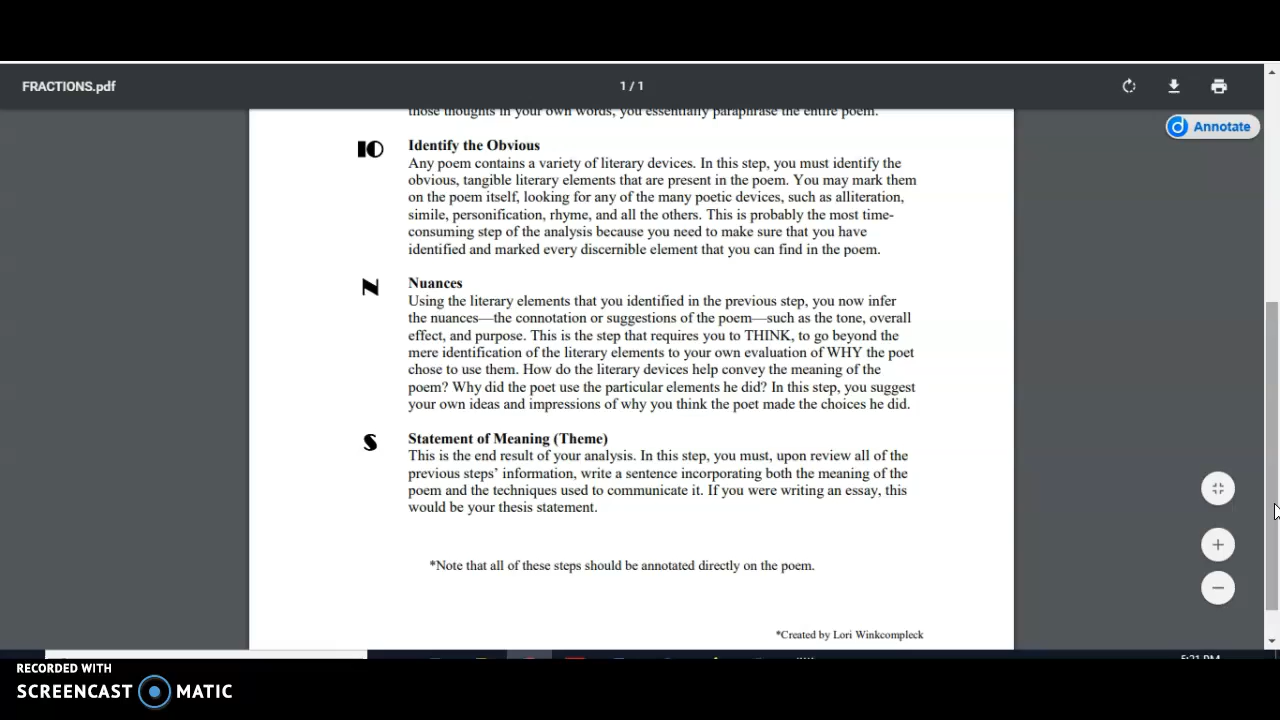 FRACTIONS.pdf
1 / 1
Annotate
those thoughts in your own words, you essentially paraphrase the entire poem.
IO
Identify the Obvious
Any poem contains a variety of literary devices. In this step, you must identify the
obvious, tangible literary elements that are present in the poem. You may mark them
on the poem itself, looking for any of the many poetic devices, such as alliteration,
simile, personification, rhyme, and all the others. This is probably the most time-
consuming step of the analysis because you need to make sure that you have
identified and marked every discernible element that you can find in the poem.
N
Nuances
Using the literary elements that you identified in the previous step, you now infer
the nuances—the connotation or suggestions of the poem—such as the tone, overall
effect, and purpose. This is the step that requires you to THINK, to go beyond the
mere identification of the literary elements to your own evaluation of WHY the poet
chose to use them. How do the literary devices help convey the meaning of the
poem? Why did the poet use the particular elements he did? In this step, you suggest
your own ideas and impressions of why you think the poet made the choices he did.
S
Statement of Meaning (Theme)
This is the end result of your analysis. In this step, you must, upon review all of the
previous steps' information, write a sentence incorporating both the meaning of the
poem and the techniques used to communicate it. If you were writing an essay, this
would be your thesis statement.
*Note that all of these steps should be annotated directly on the poem.
*Created by Lori Winkcompleck
5:21 PM
RECORDED WITH
SCREENCAST MATIC